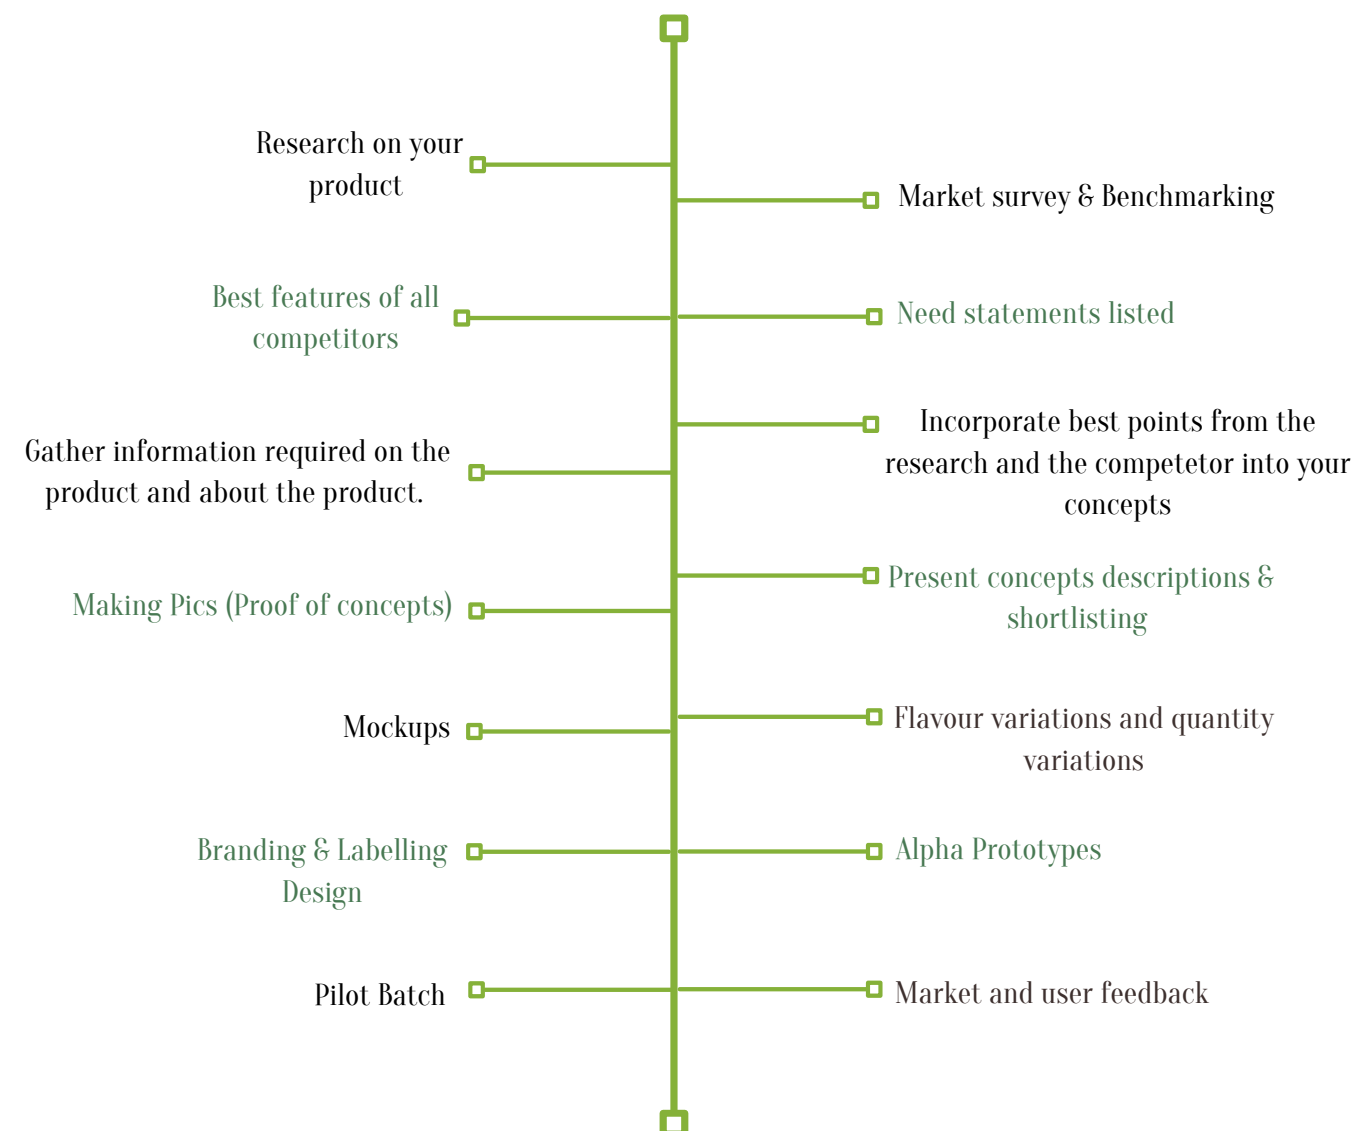 Research on your
product
Market survey & Benchmarking
Best features of all
competitors
Need statements listed
Gather information required on the
product and about the product.
Incorporate best points from the
research and the competetor into your
concepts
Making Pics (Proof of concepts)
Present concepts descriptions &
shortlisting
Mockups
Flavour variations and quantity
variations
Branding & Labelling
Design
Alpha Prototypes
Pilot Batch
Market and user feedback